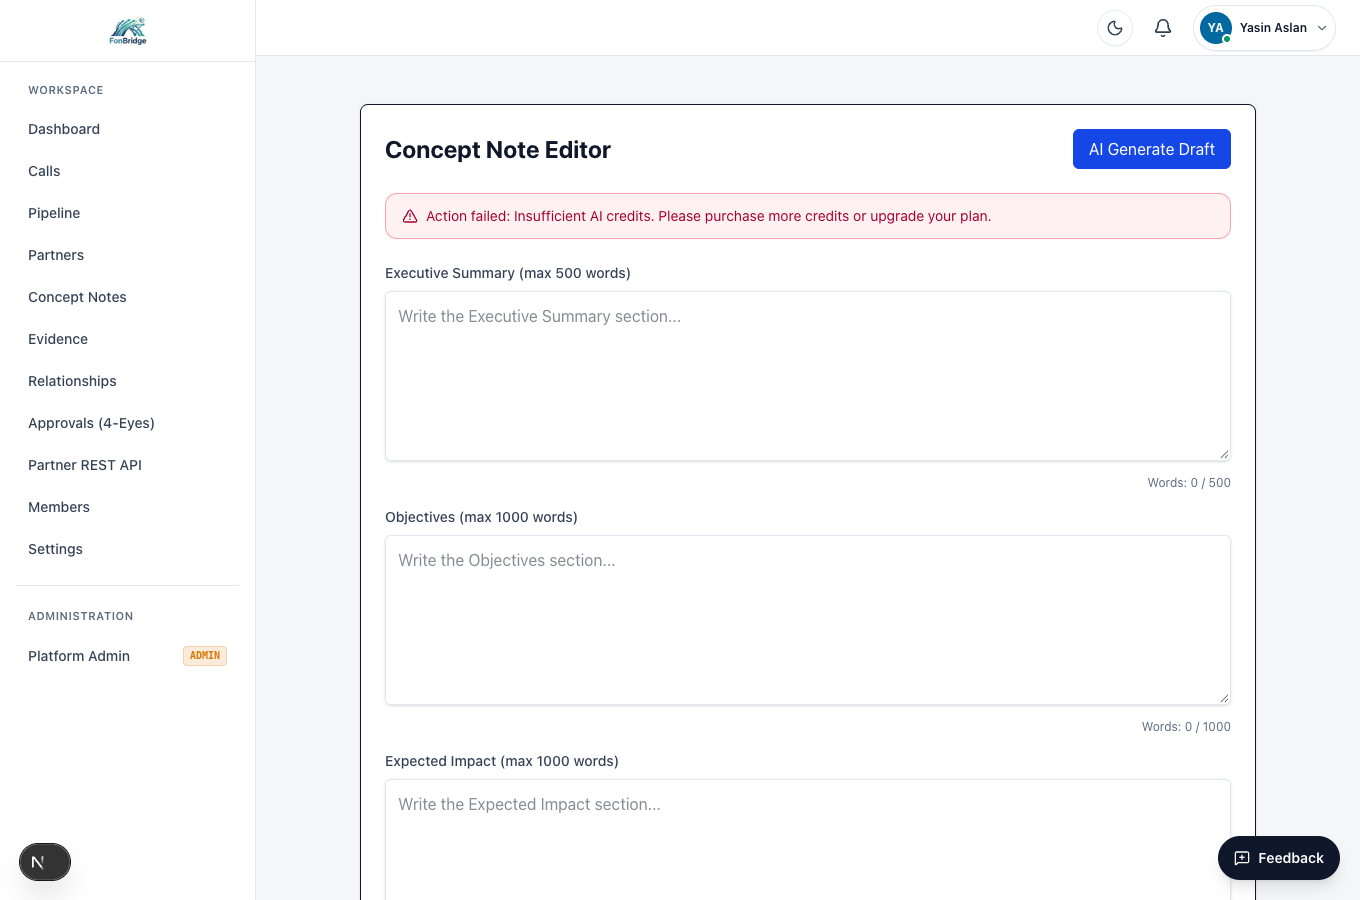 FonBridge
WORKSPACE
Dashboard
Calls
Pipeline
Partners
Concept Notes
Evidence
Relationships
Approvals (4-Eyes)
Partner REST API
Members
Settings
ADMINISTRATION
Platform Admin
ADMIN
N
YA
Yasin Aslan
Concept Note Editor
AI Generate Draft
Action failed: Insufficient AI credits. Please purchase more credits or upgrade your plan.
Executive Summary (max 500 words)
Write the Executive Summary section...
Words: 0 / 500
Objectives (max 1000 words)
Write the Objectives section...
Words: 0 / 1000
Expected Impact (max 1000 words)
Write the Expected Impact section...
Feedback